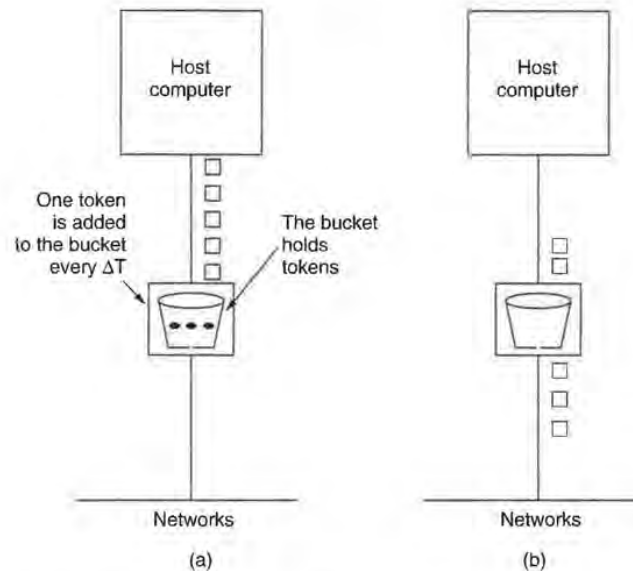 Host
computer
One token
is added
to the bucket
every ΔT
The bucket
holds
tokens
Networks
(a)
Host
computer
Networks
(b)